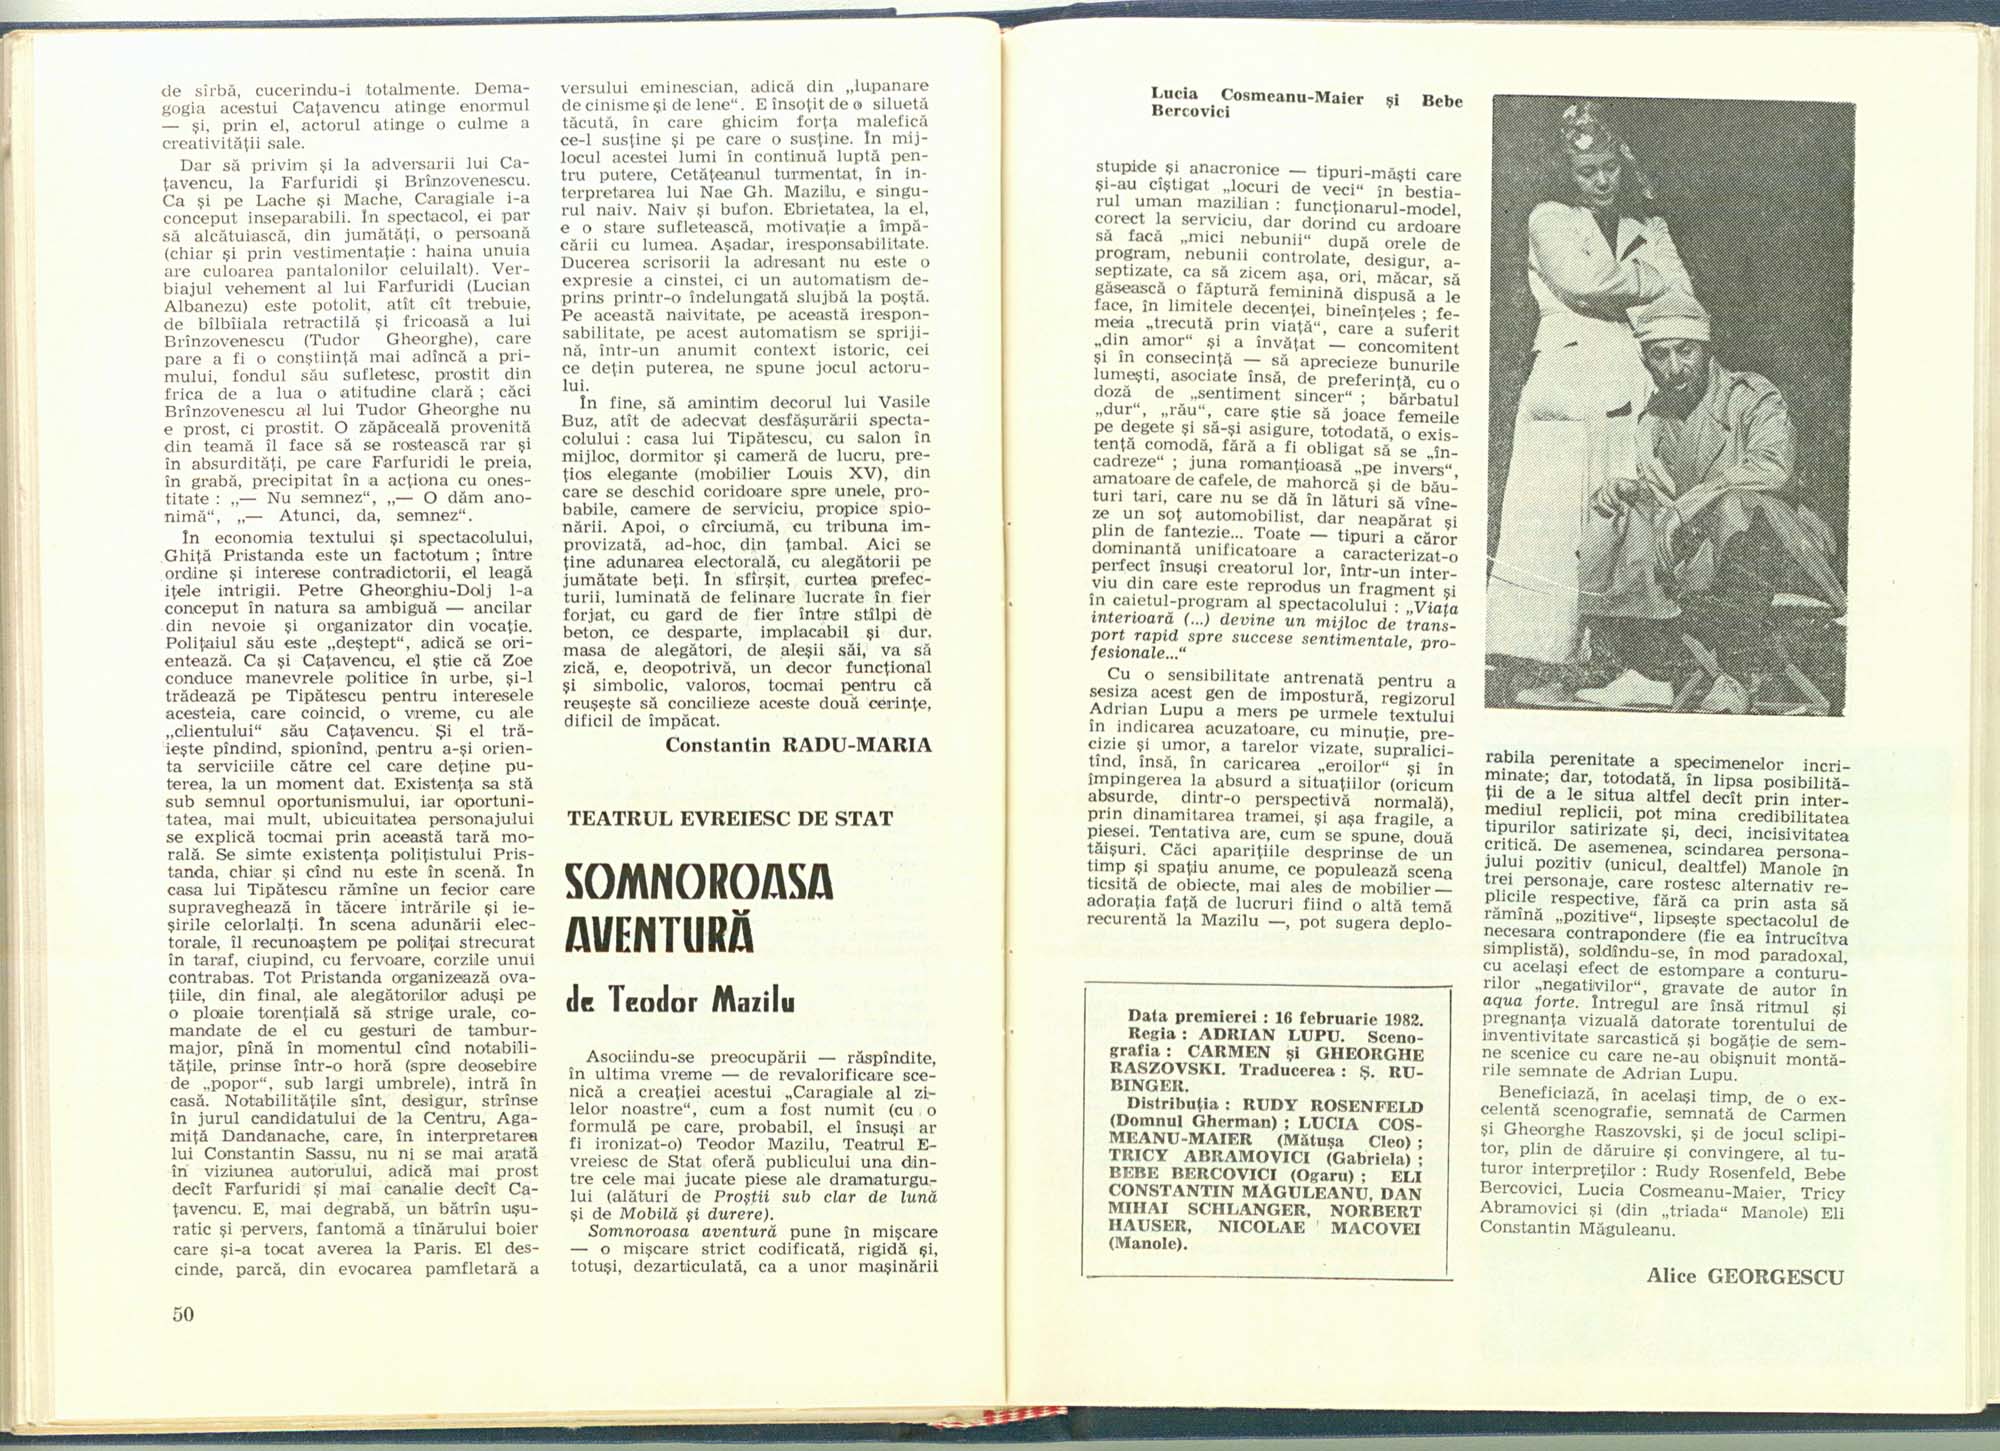 de sîrbă, cucerindu-i totalmente. Dema-
gogia acestui Cațavencu atinge enormul
— și, prin el, actorul atinge o culme a
creativității sale.
Dar să privim și la adversarii lui Ca-
țavencu, la Farfuridi și Brînzovenescu.
Ca și pe Lache și Mache, Caragiale i-a
conceput inseparabili. În spectacol, ei par
să alcătuiască, din jumătăți, o persoană
(chiar și prin vestimentație : haina unuia
are culoarea pantalonilor celuilalt). Ver-
biajul vehement al lui Farfuridi (Lucian
Albanezu) este potolit, atît cît trebuie,
de bîlbîiala retractilă și fricoasă a lui
Brînzovenescu (Tudor Gheorghe), care
pare a fi o conștiință mai adîncă a pri-
mului, fondul său sufletesc, prostit din
frica de a lua o atitudine clară ; căci
Brînzovenescu al lui Tudor Gheorghe nu
e prost, ci prostit. O zăpăceală provenită
din teamă îl face să se rostească rar și
în absurdități, pe care Farfuridi le preia,
în grabă, precipitat în a acționa cu ones-
titate : „— Nu semnez“, „— O dăm ano-
nimă“, „— Atunci, da, semnez“.
În economia textului și spectacolului,
Ghiță Pristanda este un factotum ; între
ordine și interese contradictorii, el leagă
ițele intrigii. Petre Gheorghiu-Dolj l-a
conceput în natura sa ambiguă — ancilar
din nevoie și organizator din vocație.
Polițaiul său este „deștept“, adică se ori-
entează. Ca și Cațavencu, el știe că Zoe
conduce manevrele politice în urbe, și-l
trădează pe Tipătescu pentru interesele
acesteia, care coincid, o vreme, cu ale
„clientului“ său Cațavencu. Și el tră-
iește pîndind, spionînd, pentru a-și orien-
ta serviciile către cel care deține pu-
terea, la un moment dat. Existența sa stă
sub semnul oportunismului, iar oportuni-
tatea, mai mult, ubicuitatea personajului
se explică tocmai prin această tară mo-
rală. Se simte existența polițistului Pris-
tanda, chiar și cînd nu este în scenă. În
casa lui Tipătescu rămîne un fecior care
supraveghează în tăcere intrările și ie-
șirile celorlalți. În scena adunării elec-
torale, îl recunoaștem pe polițai strecurat
în taraf, ciupind, cu fervoare, corzile unui
contrabas. Tot Pristanda organizează ova-
țiile, din final, ale alegătorilor aduși pe
o ploaie torențială să strige urale, co-
mandate de el cu gesturi de tambur-
major, pînă în momentul cînd notabili-
tățile, prinse într-o horă (spre deosebire
de „popor“, sub largi umbrele), intră în
casă. Notabilitățile sînt, desigur, strînse
în jurul candidatului de la Centru, Aga-
miță Dandanache, care, în interpretarea
lui Constantin Sassu, nu ni se mai arată
în viziunea autorului, adică mai prost
decît Farfuridi și mai canalie decît Ca-
țavencu. E, mai degrabă, un bătrîn ușu-
ratic și pervers, fantomă a tînărului boier
care și-a tocat averea la Paris. El des-
cinde, parcă, din evocarea pamfletară a
50
versului eminescian, adică din „lupanare
de cinisme și de lene“. E însoțit de o siluetă
tăcută, în care ghicim forța malefică
ce-l susține și pe care o susține. În mij-
locul acestei lumi în continuă luptă pen-
tru putere, Cetățeanul turmentat, în in-
terpretarea lui Nae Gh. Mazilu, e singu-
rul naiv. Naiv și bufon. Ebrietatea, la el,
e o stare sufletească, motivație a împă-
cării cu lumea. Așadar, iresponsabilitate.
Ducerea scrisorii la adresant nu este o
expresie a cinstei, ci un automatism de-
prins printr-o îndelungată slujbă la poștă.
Pe această naivitate, pe această irespon-
sabilitate, pe acest automatism se spriji-
nă, într-un anumit context istoric, cei
ce dețin puterea, ne spune jocul actoru-
lui.
În fine, să amintim decorul lui Vasile
Buz, atît de adecvat desfășurării specta-
colului : casa lui Tipătescu, cu salon în
mijloc, dormitor și cameră de lucru, pre-
țios elegante (mobilier Louis XV), din
care se deschid coridoare spre unele, pro-
babile, camere de serviciu, propice spio-
nării. Apoi, o cîrciumă, cu tribuna im-
provizată, ad-hoc, din țambal. Aici se
ține adunarea electorală, cu alegătorii pe
jumătate beți. În sfîrșit, curtea prefec-
turii, luminată de felinare lucrate în fier
forjat, cu gard de fier între stîlpi de
beton, ce desparte, implacabil și dur,
masa de alegători, de aleșii săi, va să
zică, e, deopotrivă, un decor funcțional
și simbolic, valoros, tocmai pentru că
reușește să concilieze aceste două cerințe,
dificil de împăcat.
Constantin RADU-MARIA
TEATRUL EVREIESC DE STAT
SOMNOROASA
AVENTURĂ
de Teodor Mazilu
Asociindu-se preocupării — răspîndite,
în ultima vreme — de revalorificare sce-
nică a creației acestui „Caragiale al zi-
lelor noastre“, cum a fost numit (cu o
formulă pe care, probabil, el însuși ar
fi ironizat-o) Teodor Mazilu, Teatrul E-
vreiesc de Stat oferă publicului una din-
tre cele mai jucate piese ale dramaturgu-
lui (alături de Proștii sub clar de lună
și de Mobilă și durere).
Somnoroasa aventură pune în mișcare
— o mișcare strict codificată, rigidă și,
totuși, dezarticulată, ca a unor mașinării
Lucia Cosmeanu-Maier și Bebe
Bercovici
stupide și anacronice — tipuri-măști care
și-au cîștigat „locuri de veci“ în bestia-
rul uman mazilian : funcționarul-model,
corect la serviciu, dar dorind cu ardoare
să facă „mici nebunii“ după orele de
program, nebunii controlate, desigur, a-
septizate, ca să zicem așa, ori, măcar, să
găsească o făptură feminină dispusă a le
face, în limitele decenței, bineînțeles ; fe-
meia „trecută prin viață“, care a suferit
„din amor“ și a învățat — concomitent
și în consecință — să aprecieze bunurile
lumești, asociate însă, de preferință, cu o
doză de „sentiment sincer“ ; bărbatul
„dur“, „rău“, care știe să joace femeile
pe degete și să-și asigure, totodată, o exis-
tență comodă, fără a fi obligat să se „în-
cadreze“ ; juna romanțioasă „pe invers“,
amatoare de cafele, de mahorcă și de bău-
turi tari, care nu se dă în lături să vîne-
ze un soț automobilist, dar neapărat și
plin de fantezie... Toate — tipuri a căror
dominantă unificatoare a caracterizat-o
perfect însuși creatorul lor, într-un inter-
viu din care este reprodus un fragment și
în caietul-program al spectacolului : „Viața
interioară (...) devine un mijloc de trans-
port rapid spre succese sentimentale, pro-
fesionale...“
Cu o sensibilitate antrenată pentru a
sesiza acest gen de impostură, regizorul
Adrian Lupu a mers pe urmele textului
în indicarea acuzatoare, cu minuție, pre-
cizie și umor, a tarelor vizate, supralici-
tînd, însă, în caricarea „eroilor“ și în
împingerea la absurd a situațiilor (oricum
absurde, dintr-o perspectivă normală),
prin dinamitarea tramei, și așa fragile, a
piesei. Tentativa are, cum se spune, două
tăișuri. Căci aparițiile desprinse de un
timp și spațiu anume, ce populează scena
ticsită de obiecte, mai ales de mobilier —
adorația față de lucruri fiind o altă temă
recurentă la Mazilu —, pot sugera deplo-
Data premierei : 16 februarie 1982.
Regia : ADRIAN LUPU. Sceno-
grafia : CARMEN și GHEORGHE
RASZOVSKI. Traducerea : Ș. RU-
BINGER.
Distribuția : RUDY ROSENFELD
(Domnul Gherman) ; LUCIA COS-
MEANU-MAIER (Mătușa Cleo) ;
TRICY ABRAMOVICI (Gabriela) ;
BEBE BERCOVICI (Ogaru) ; ELI
CONSTANTIN MĂGULEANU, DAN
MIHAI SCHLANGER, NORBERT
HAUSER, NICOLAE MACOVEI
(Manole).
rabila perenitate a specimenelor incri-
minate; dar, totodată, în lipsa posibilită-
ții de a le situa altfel decît prin inter-
mediul replicii, pot mina credibilitatea
tipurilor satirizate și, deci, incisivitatea
critică. De asemenea, scindarea persona-
jului pozitiv (unicul, dealtfel) Manole în
trei personaje, care rostesc alternativ re-
plicile respective, fără ca prin asta să
rămînă „pozitive“, lipsește spectacolul de
necesara contrapondere (fie ea întrucîtva
simplistă), soldîndu-se, în mod paradoxal,
cu același efect de estompare a conturu-
rilor „negativilor“, gravate de autor în
aqua forte. Întregul are însă ritmul și
pregnanța vizuală datorate torentului de
inventivitate sarcastică și bogăție de sem-
ne scenice cu care ne-au obișnuit montă-
rile semnate de Adrian Lupu.
Beneficiază, în același timp, de o ex-
celentă scenografie, semnată de Carmen
și Gheorghe Raszovski, și de jocul sclipi-
tor, plin de dăruire și convingere, al tu-
turor interpreților : Rudy Rosenfeld, Bebe
Bercovici, Lucia Cosmeanu-Maier, Tricy
Abramovici și (din „triada“ Manole) Eli
Constantin Măguleanu.
Alice GEORGESCU